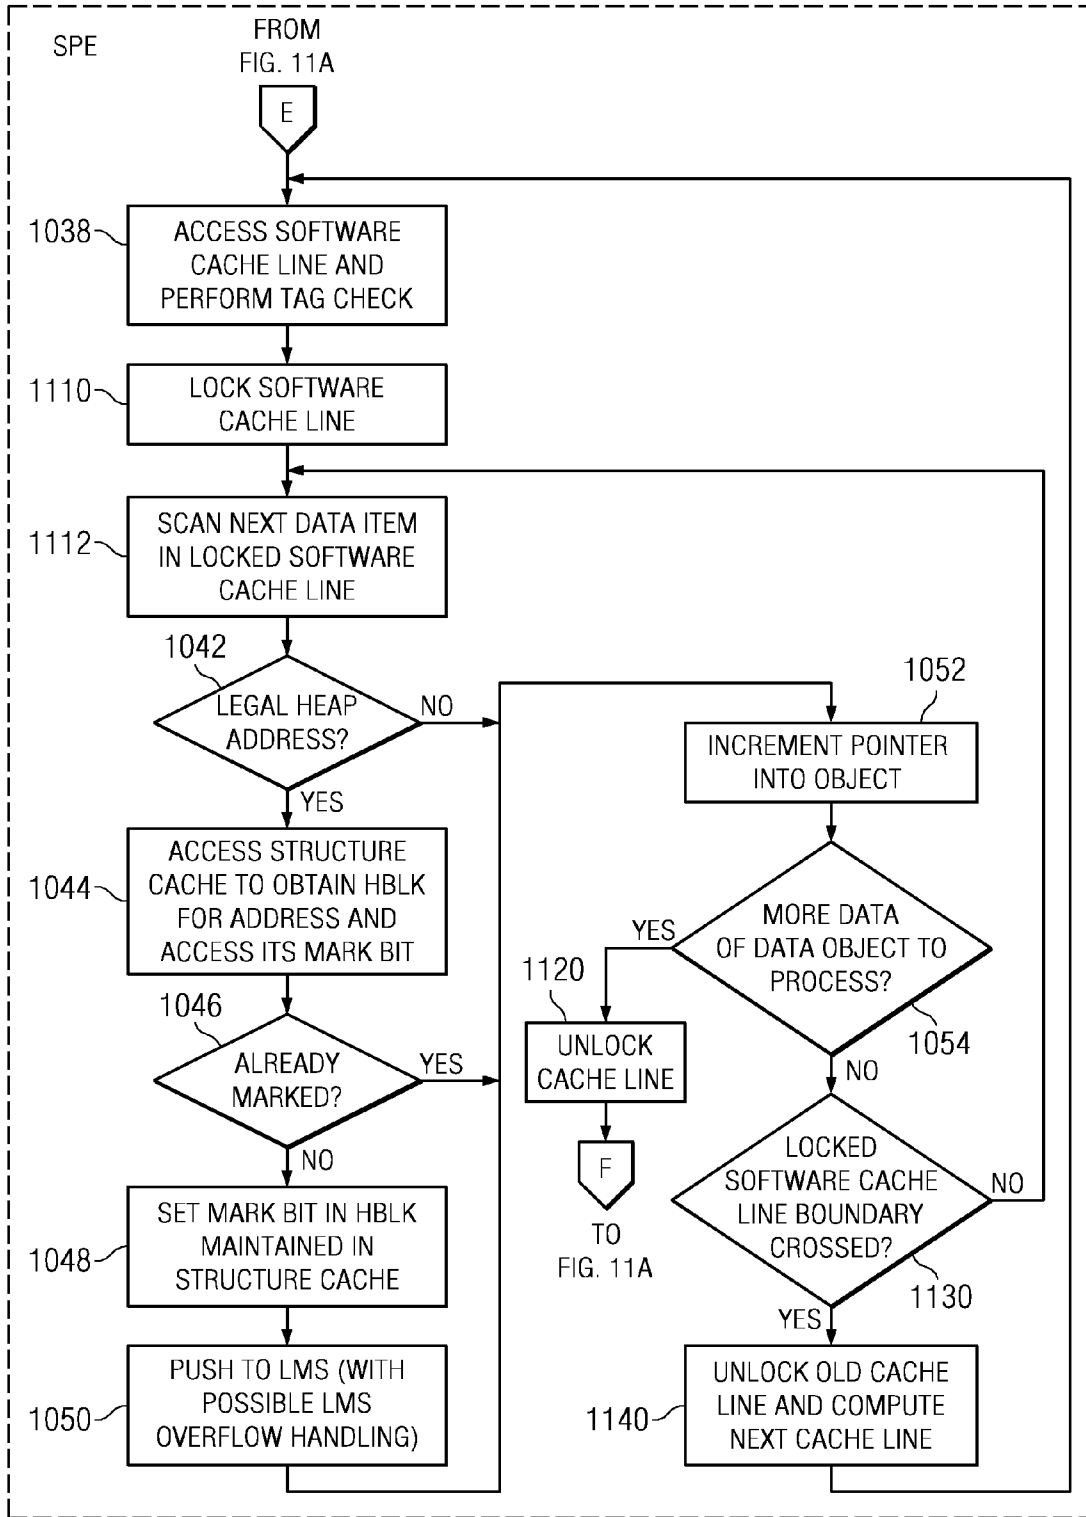 SPE
FROM
FIG. 11A
E
1038
ACCESS SOFTWARE
CACHE LINE AND
PERFORM TAG CHECK
1110
LOCK SOFTWARE
CACHE LINE
1112
SCAN NEXT DATA ITEM
IN LOCKED SOFTWARE
CACHE LINE
1042
LEGAL HEAP
ADDRESS?
NO
YES
1044
ACCESS STRUCTURE
CACHE TO OBTAIN HBLK
FOR ADDRESS AND
ACCESS ITS MARK BIT
1046
ALREADY
MARKED?
YES
NO
1048
SET MARK BIT IN HBLK
MAINTAINED IN
STRUCTURE CACHE
1050
PUSH TO LMS (WITH
POSSIBLE LMS
OVERFLOW HANDLING)
1052
INCREMENT POINTER
INTO OBJECT
MORE DATA
OF DATA OBJECT TO
PROCESS?
1054
YES
NO
1120
UNLOCK
CACHE LINE
F
TO
FIG. 11A
LOCKED
SOFTWARE CACHE
LINE BOUNDARY
CROSSED?
1130
NO
YES
1140
UNLOCK OLD CACHE
LINE AND COMPUTE
NEXT CACHE LINE